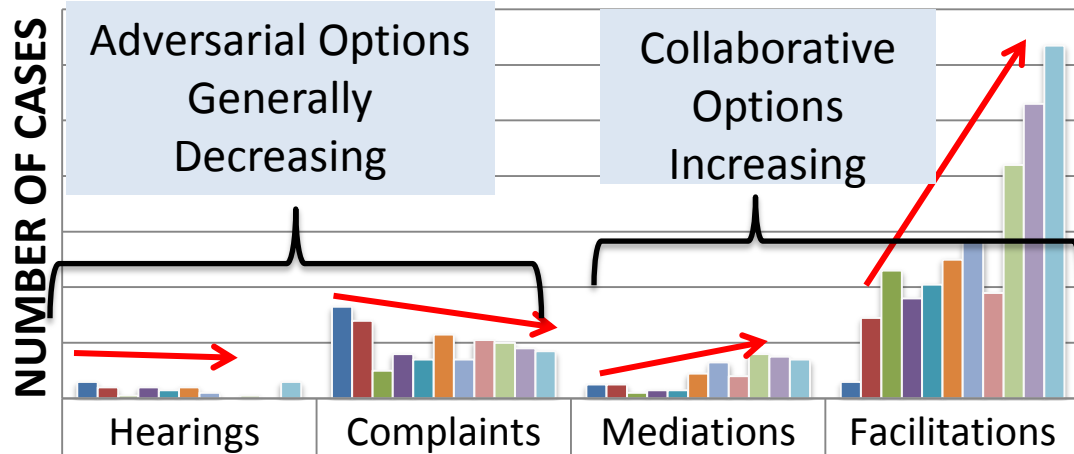 NUMBER OF CASES
Adversarial Options
Generally
Decreasing
Collaborative
Options
Increasing
Hearings
Complaints
Mediations
Facilitations